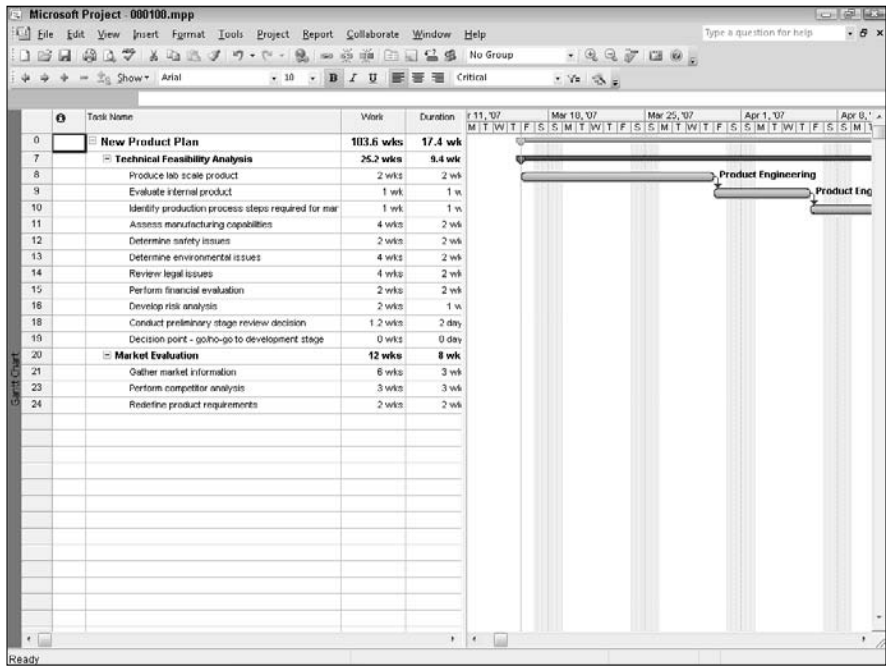 Microsoft Project - 000100.mpp
File Edit View Insert Format Tools Project Report Collaborate Window Help
Type a question for help
No Group
Show Arial 10 B I U Critical
Task Name Work Duration
r 11, '07 Mar 18, '07 Mar 25, '07 Apr 1, '07 Apr 8, '
M T W T F S S M T W T F S S M T W T F S S M T W T F S S M T
0 New Product Plan 103.6 wks 17.4 wk
7 Technical Feasibility Analysis 25.2 wks 9.4 wk
8 Produce lab scale product 2 wks 2 wk Product Engineering
9 Evaluate internal product 1 wk 1 w Product Eng
10 Identify production process steps required for mar 1 wk 1 w
11 Assess manufacturing capabilities 4 wks 2 wk
12 Determine safety issues 2 wks 2 wk
13 Determine environmental issues 4 wks 2 wk
14 Review legal issues 4 wks 2 wk
15 Perform financial evaluation 2 wks 2 wk
16 Develop risk analysis 2 wks 1 w
18 Conduct preliminary stage review decision 1.2 wks 2 day
19 Decision point - go/no-go to development stage 0 wks 0 day
20 Market Evaluation 12 wks 8 wk
21 Gather market information 6 wks 3 wk
23 Perform competitor analysis 3 wks 3 wk
24 Redefine product requirements 2 wks 2 wk
Gantt Chart
Ready